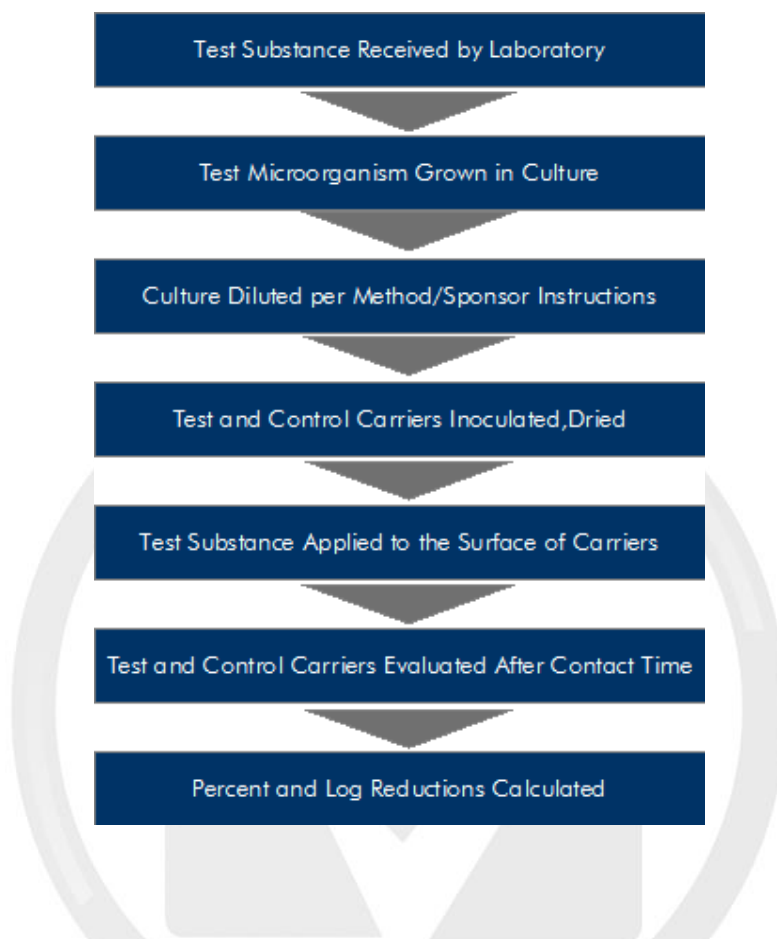 Test Substance Received by Laboratory
Test Microorganism Grown in Culture
Culture Diluted per Method/Sponsor Instructions
Test and Control Carriers Inoculated,Dried
Test Substance Applied to the Surface of Carriers
Test and Control Carriers Evaluated After Contact Time
Percent and Log Reductions Calculated